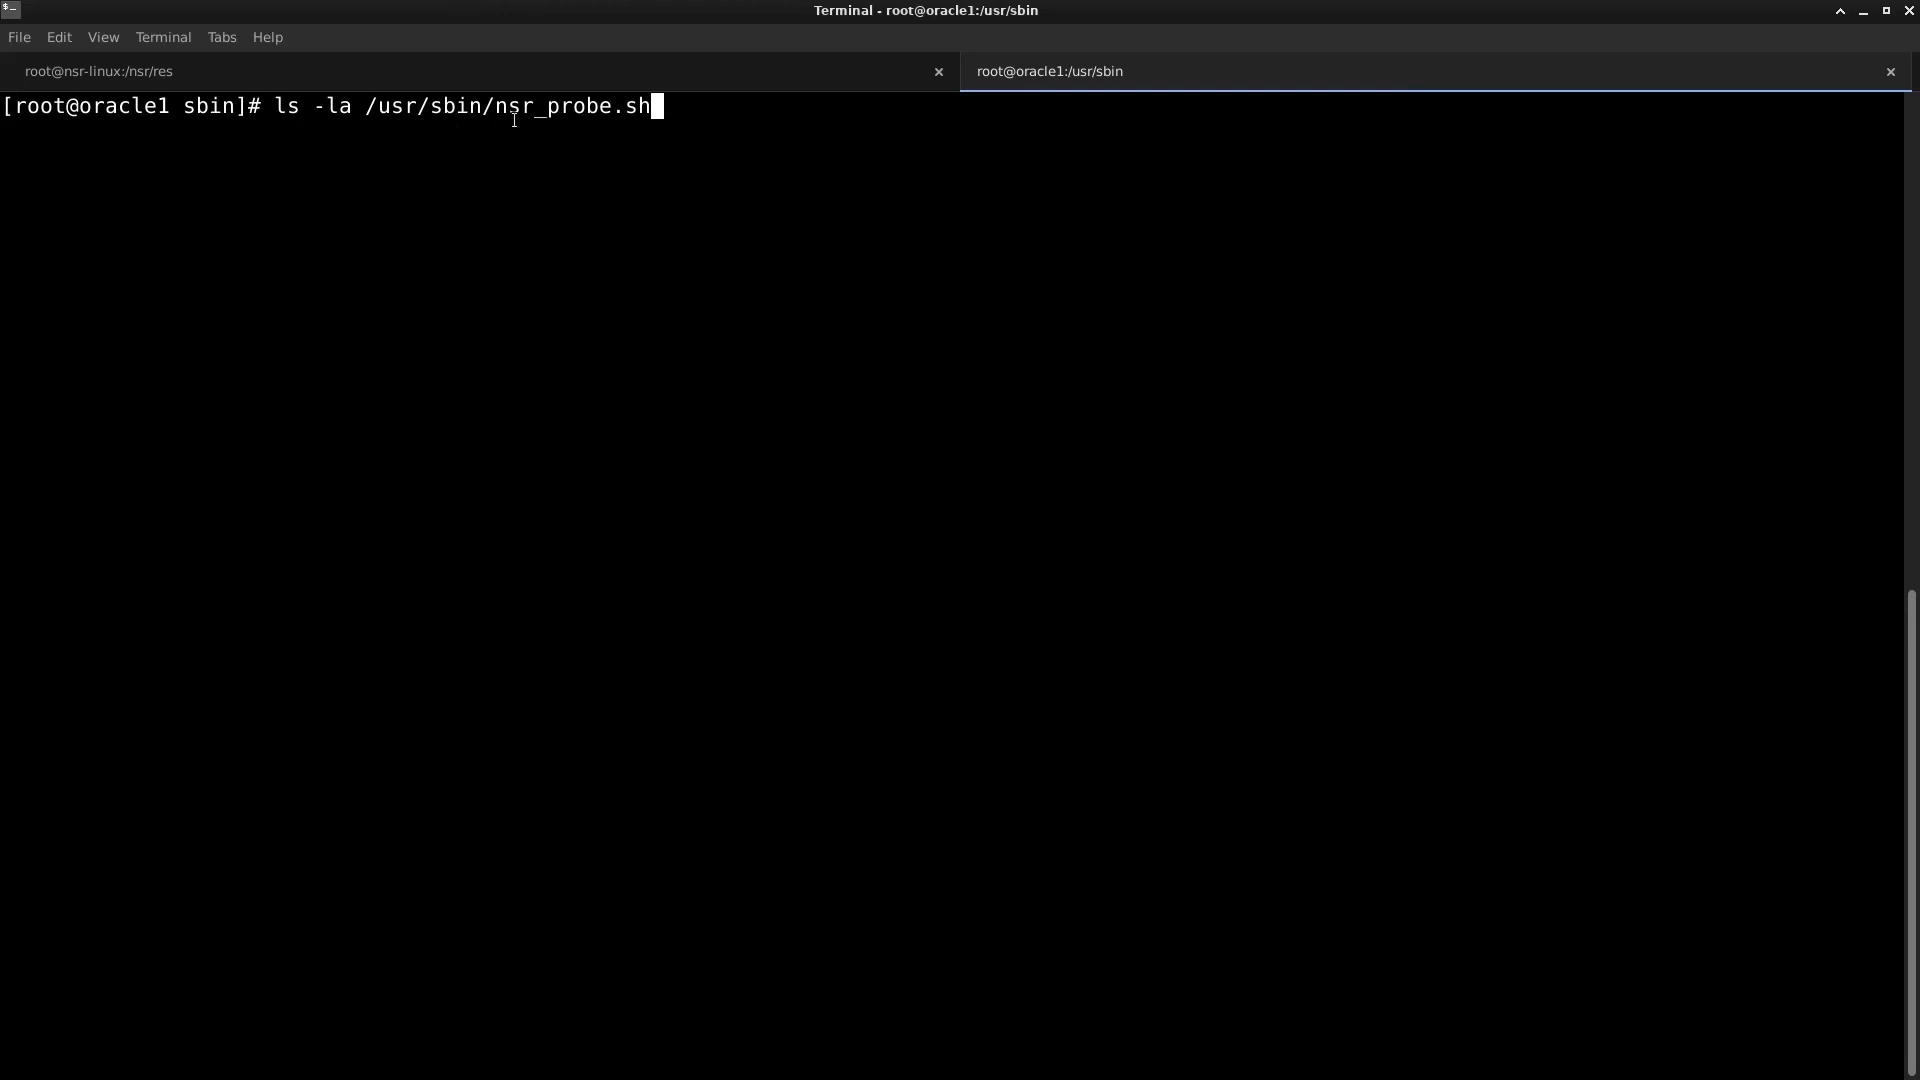 $_
Terminal - root@oracle1:/usr/sbin
File Edit View Terminal Tabs Help
root@nsr-linux:/nsr/res
root@oracle1:/usr/sbin
[root@oracle1 sbin]# ls -la /usr/sbin/nsr_probe.sh